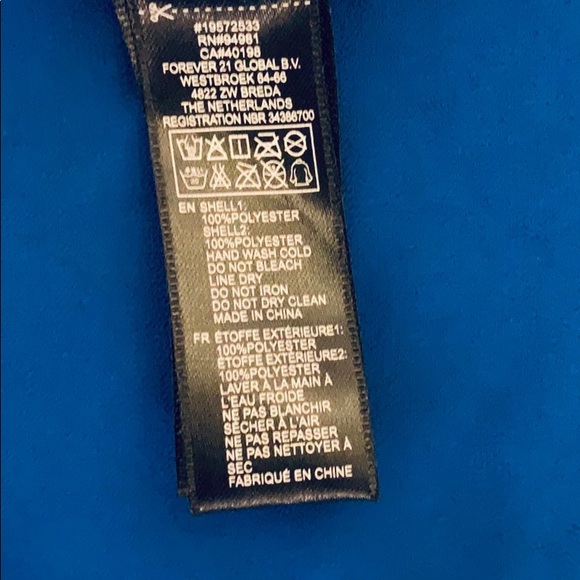 #19572533
RN#94981
CA#40198
FOREVER 21 GLOBAL B.V.
WESTBROEK 64-66
4822 ZW BREDA
THE NETHERLANDS
REGISTRATION NBR 34366700
EN SHELL1:
100%POLYESTER
SHELL2:
100%POLYESTER
HAND WASH COLD
DO NOT BLEACH
LINE DRY
DO NOT IRON
DO NOT DRY CLEAN
MADE IN CHINA
FR ÉTOFFE EXTÉRIEURE1:
100%POLYESTER
ÉTOFFE EXTÉRIEURE2:
100%POLYESTER
LAVER À LA MAIN À
L'EAU FROIDE
NE PAS BLANCHIR
SÉCHER À L'AIR
NE PAS REPASSER
NE PAS NETTOYER À
SEC
FABRIQUÉ EN CHINE